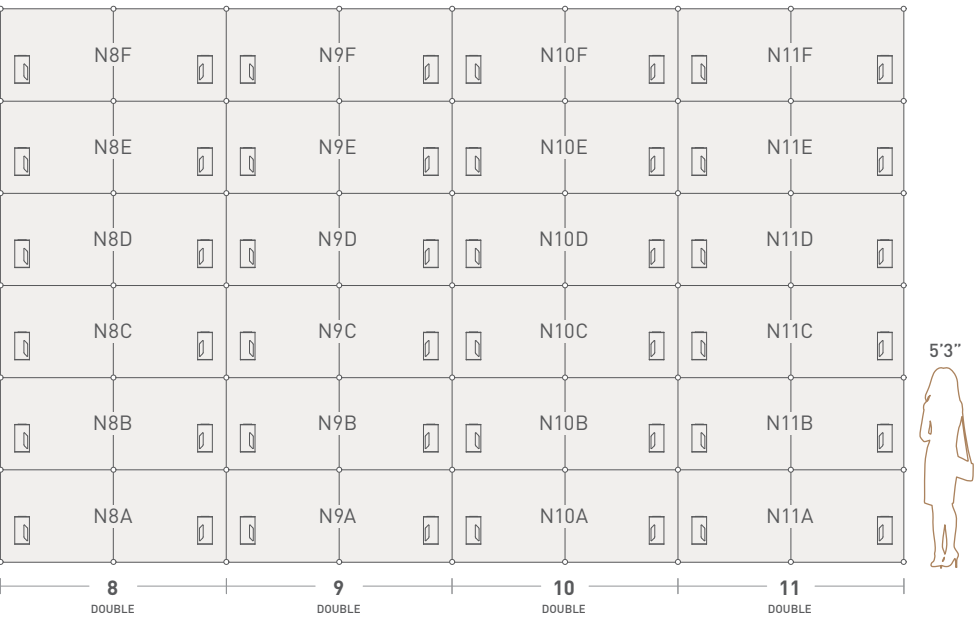 N8F N9F N10F N11F
N8E N9E N10E N11E
N8D N9D N10D N11D
N8C N9C N10C N11C
5'3"
N8B N9B N10B N11B
N8A N9A N10A N11A
8 9 10 11
DOUBLE DOUBLE DOUBLE DOUBLE